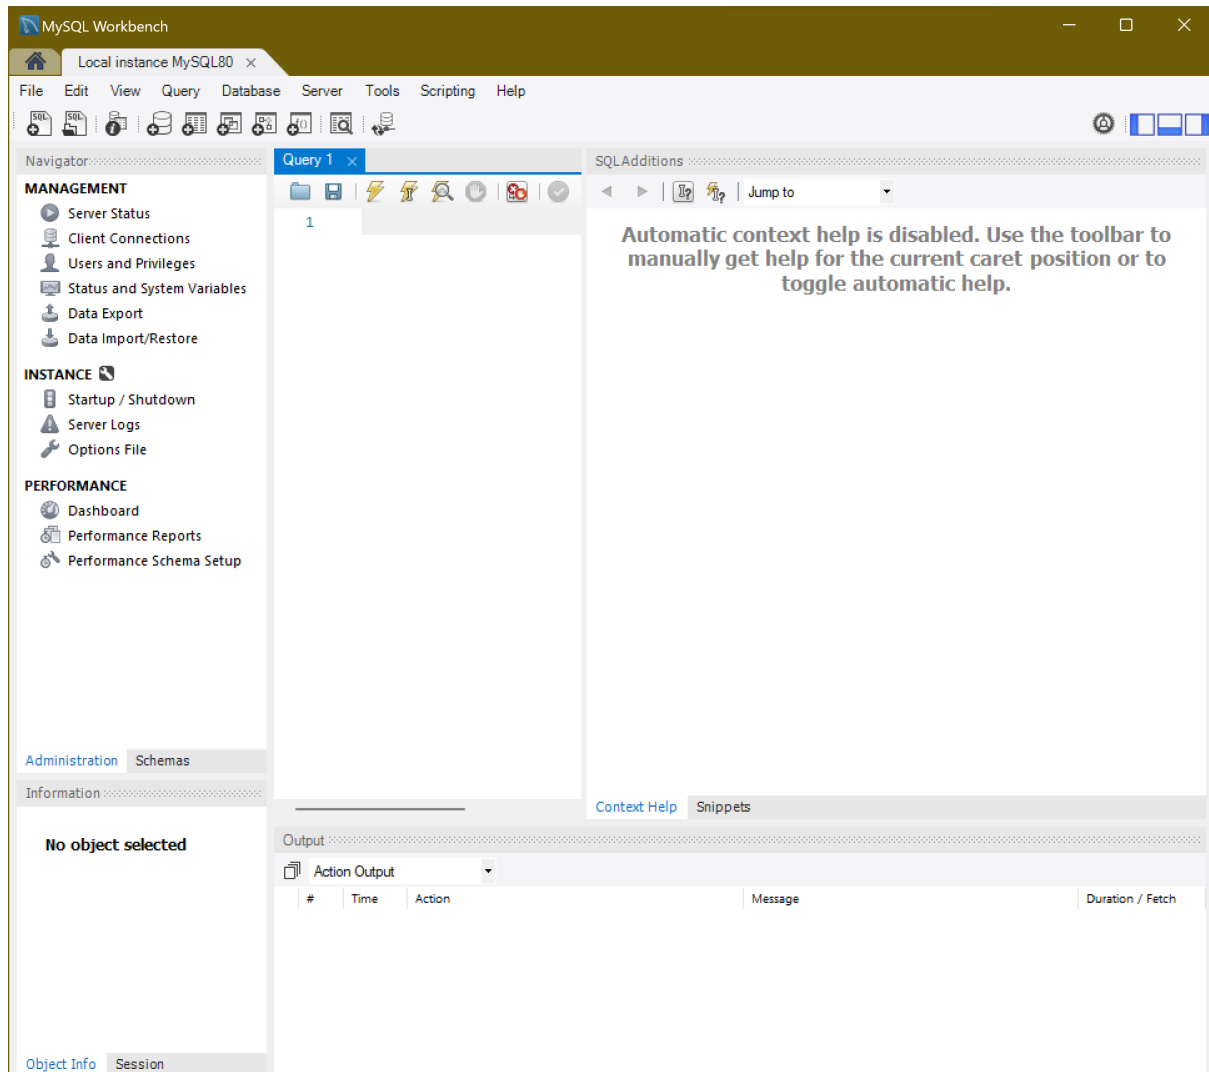 MySQL Workbench
Local instance MySQL80
File Edit View Query Database Server Tools Scripting Help
Navigator
MANAGEMENT
Server Status
Client Connections
Users and Privileges
Status and System Variables
Data Export
Data Import/Restore
INSTANCE
Startup / Shutdown
Server Logs
Options File
PERFORMANCE
Dashboard
Performance Reports
Performance Schema Setup
Administration Schemas
Information
No object selected
Object Info Session
Query 1
1
SQLAdditions
Jump to
Automatic context help is disabled. Use the toolbar to
manually get help for the current caret position or to
toggle automatic help.
Context Help Snippets
Output
Action Output
# Time Action Message Duration / Fetch